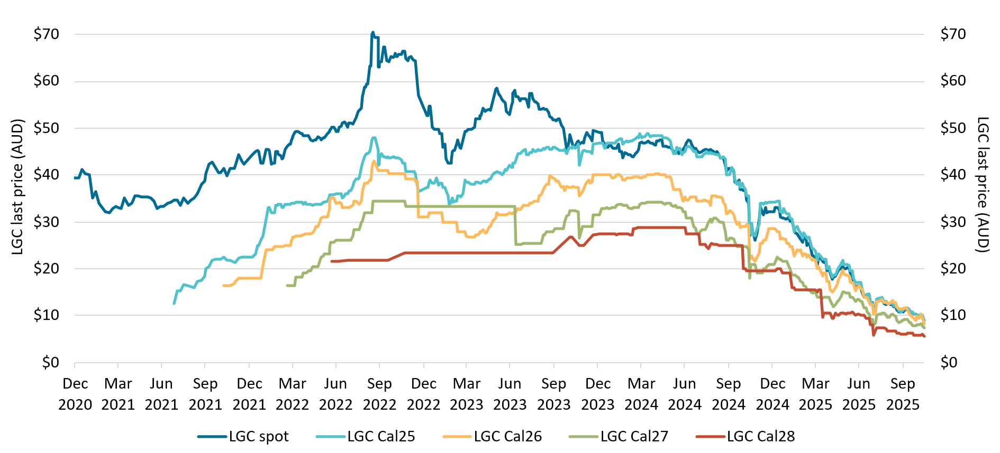 $70 $70
$60 $60
$50 $50
$40 $40
$30 $30
$20 $20
$10 $10
$0 $0
LGC last price (AUD)
LGC last price (AUD)
Dec Mar Jun Sep Dec Mar Jun Sep Dec Mar Jun Sep Dec Mar Jun Sep Dec Mar Jun Sep
2020 2021 2021 2021 2021 2022 2022 2022 2022 2023 2023 2023 2023 2024 2024 2024 2024 2025 2025 2025
LGC spot LGC Cal25 LGC Cal26 LGC Cal27 LGC Cal28